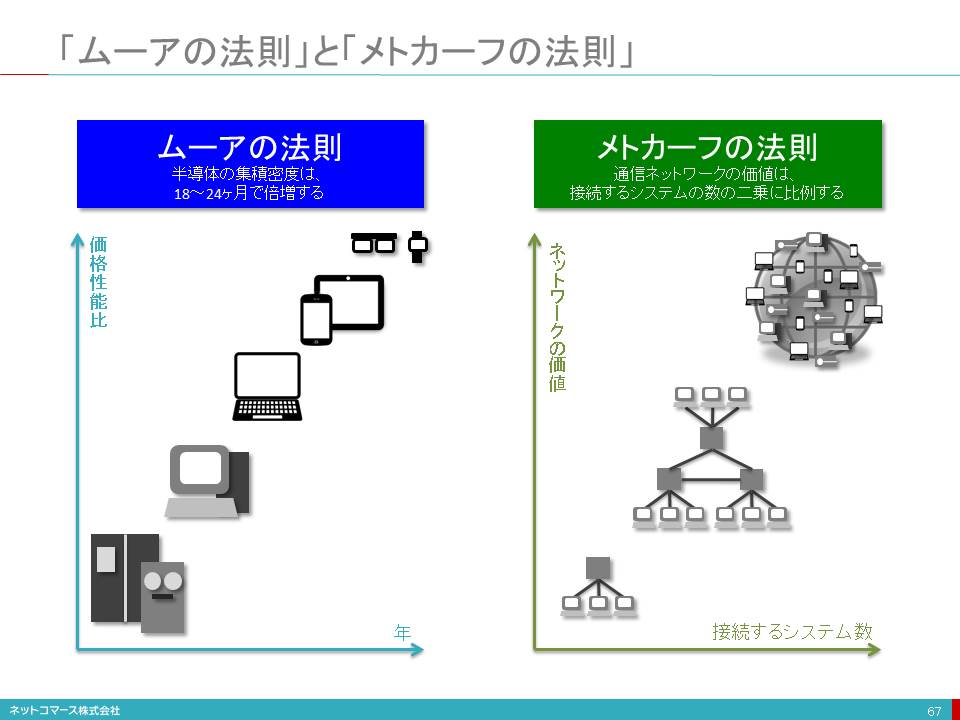 「ムーアの法則」と「メトカーフの法則」
ムーアの法則
半導体の集積密度は、
18～24ヶ月で倍増する
メトカーフの法則
通信ネットワークの価値は、
接続するシステムの数の二乗に比例する
価格性能比
年
ネットワークの価値
接続するシステム数
ネットコマース株式会社
67